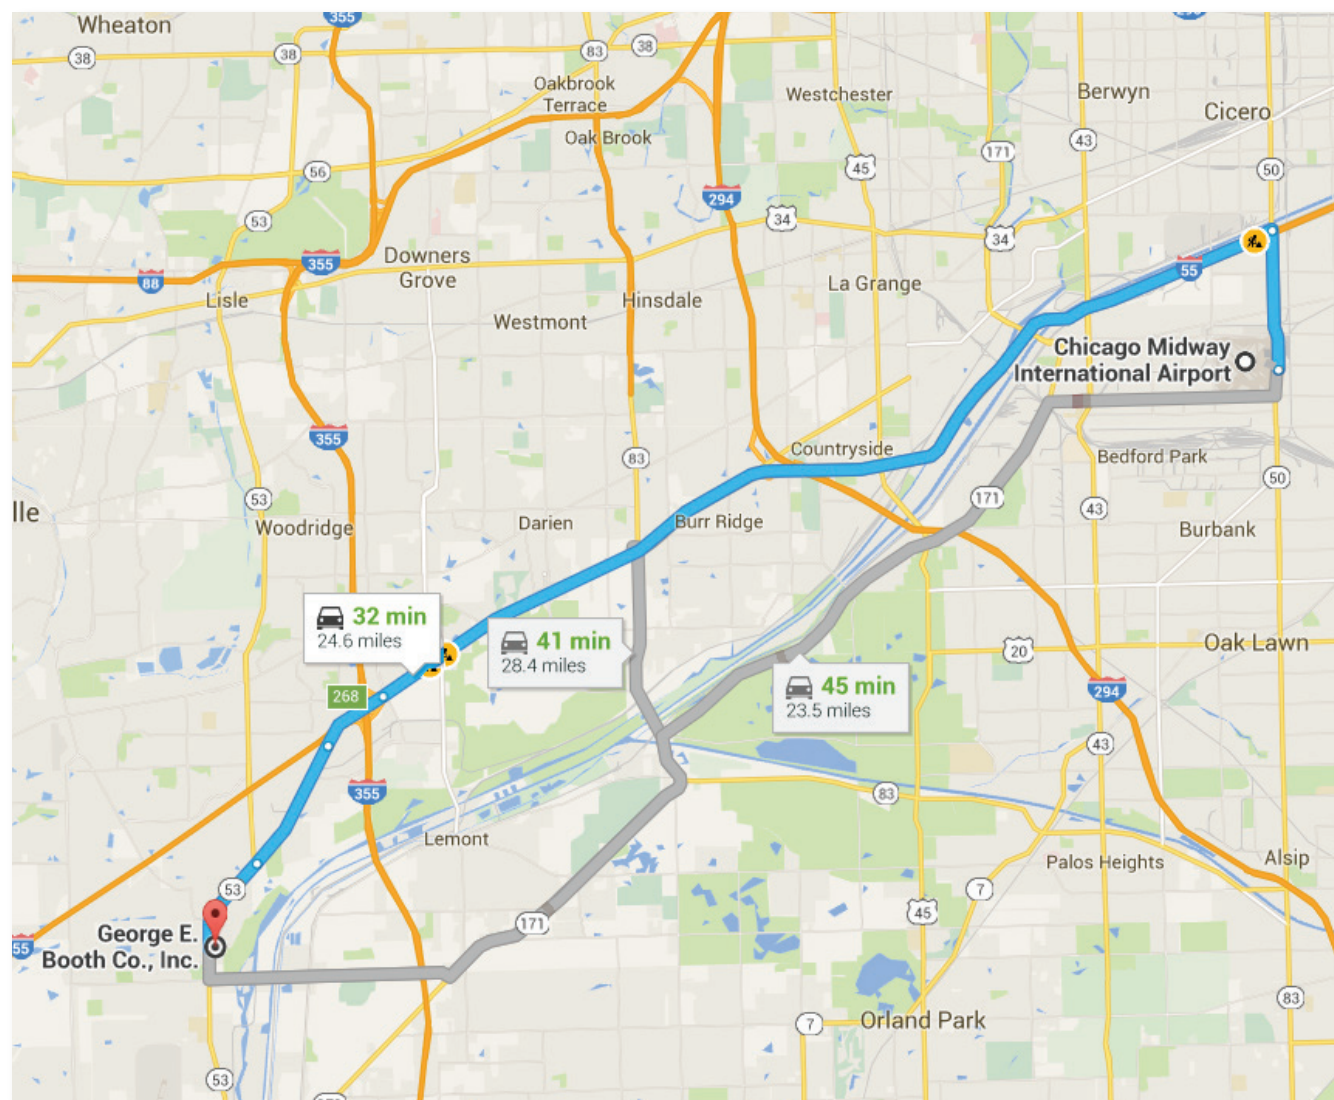 Wheaton
355
290
38
38
83
38
Oakbrook
Terrace
Oak Brook
Westchester
Berwyn
Cicero
171
43
45
50
56
294
53
34
34
Downers
Grove
355
88
55
Lisle
Hinsdale
La Grange
Westmont
Chicago Midway
International Airport
355
83
Countryside
Bedford Park
53
171
50
43
lle
Woodridge
Darien
Burr Ridge
Burbank
32 min
24.6 miles
41 min
28.4 miles
20
Oak Lawn
45 min
23.5 miles
268
294
43
355
83
Lemont
Palos Heights
Alsip
53
7
45
171
George E.
Booth Co., Inc.
55
83
7
Orland Park
53